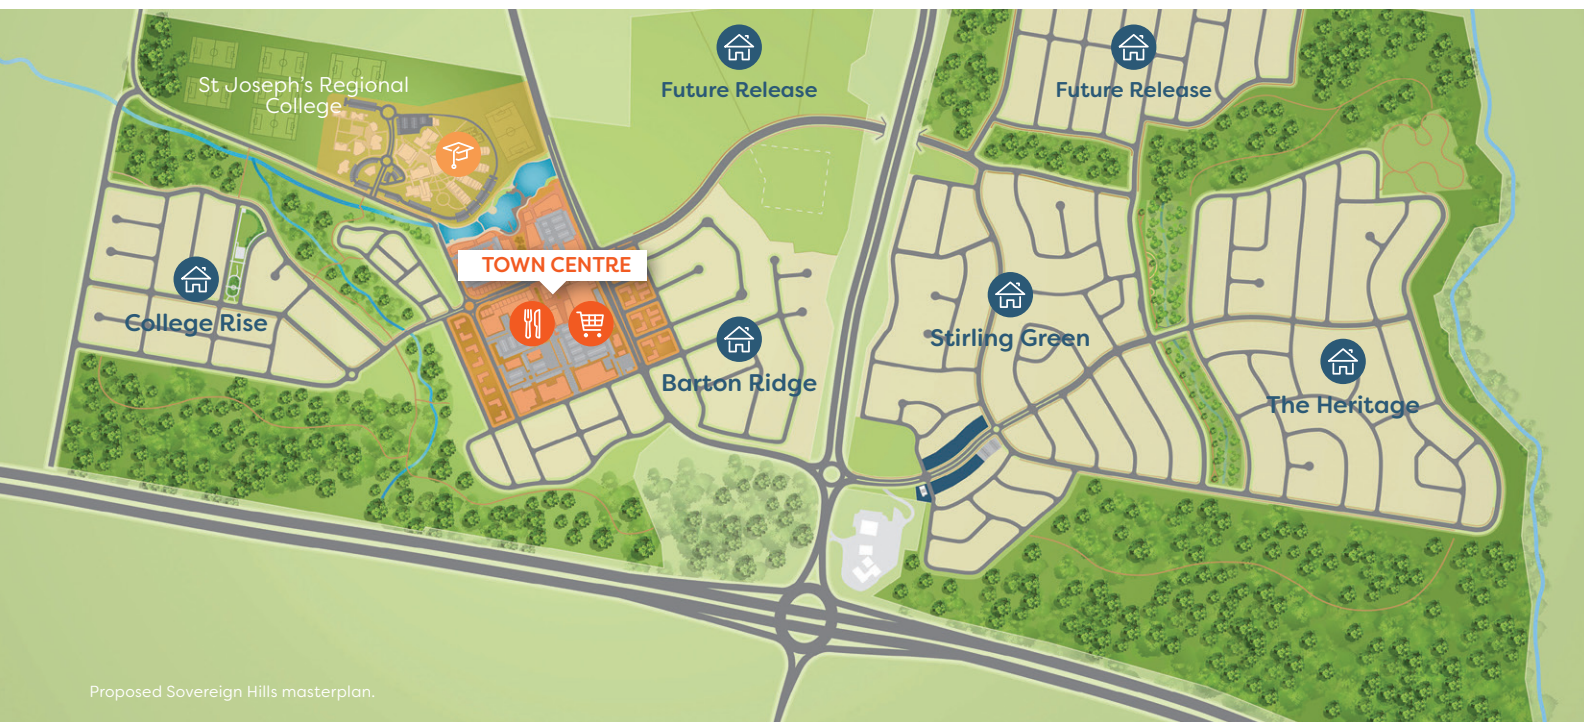 St Joseph's Regional
College
Future Release
Future Release
TOWN CENTRE
College Rise
Barton Ridge
Stirling Green
The Heritage
Proposed Sovereign Hills masterplan.